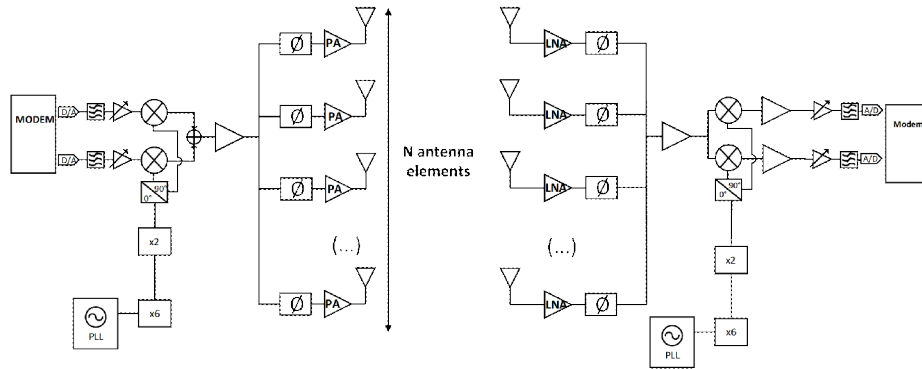 MODEM
D/A
D/A
90°
0°
x2
x6
PLL
Ø
PA
Ø
PA
Ø
PA
(...)
Ø
PA
N antenna
elements
LNA
Ø
LNA
Ø
LNA
Ø
(...)
LNA
Ø
A/D
A/D
Modem
90°
0°
x2
x6
PLL